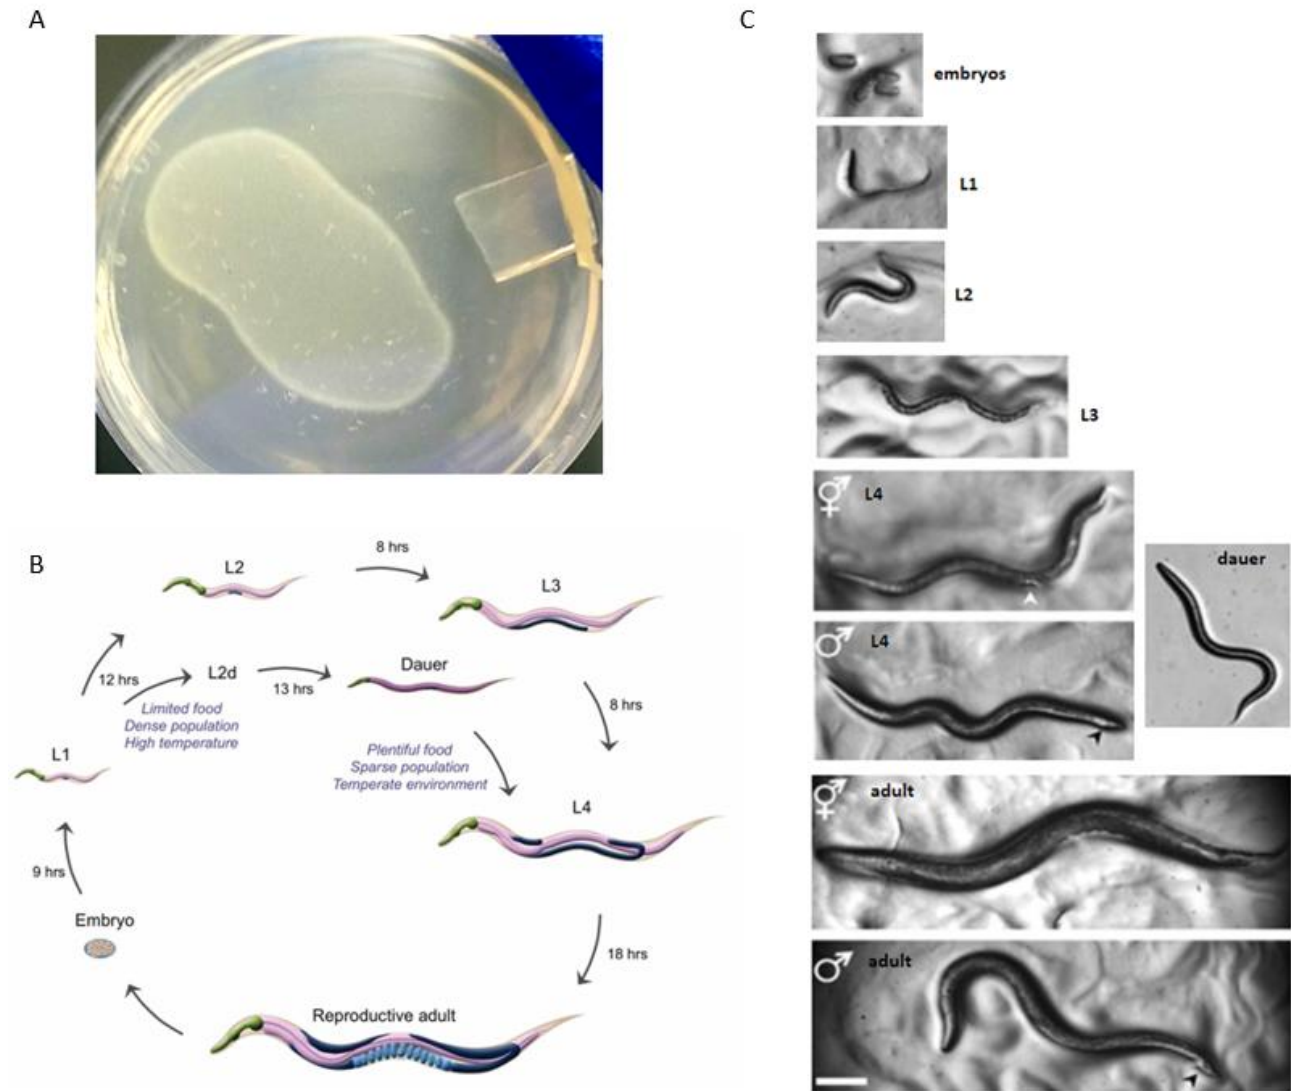 A
B
L2
8 hrs
L3
12 hrs
L2d
13 hrs
Dauer
Limited food
Dense population
High temperature
8 hrs
L1
Plentiful food
Sparse population
Temperate environment
L4
9 hrs
Embryo
18 hrs
Reproductive adult
C
embryos
L1
L2
L3
⚥ L4
dauer
♂ L4
⚥ adult
♂ adult